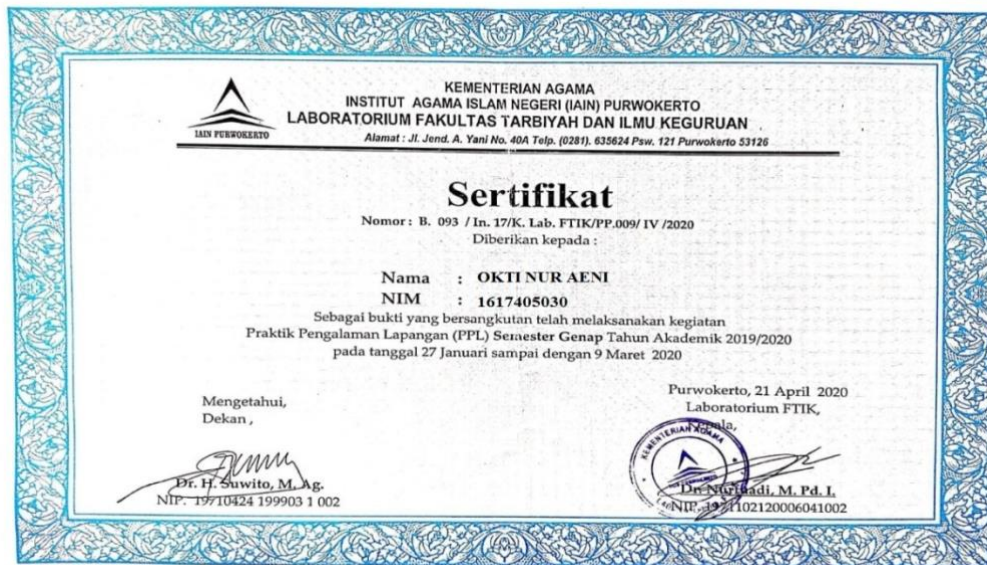 KEMENTERIAN AGAMA
INSTITUT AGAMA ISLAM NEGERI (IAIN) PURWOKERTO
LABORATORIUM FAKULTAS TARBIYAH DAN ILMU KEGURUAN
IAIN PURWOKERTO
Alamat : Jl. Jend. A. Yani No. 40A Telp. (0281). 635624 Psw. 121 Purwokerto 53126
Sertifikat
Nomor : B. 093 / In. 17/K. Lab. FTIK/PP.009/ IV /2020
Diberikan kepada :
Nama : OKTI NUR AENI
NIM : 1617405030
Sebagai bukti yang bersangkutan telah melaksanakan kegiatan
Praktik Pengalaman Lapangan (PPL) Semester Genap Tahun Akademik 2019/2020
pada tanggal 27 Januari sampai dengan 9 Maret 2020
Mengetahui,
Dekan ,
Dr. H. Suwito, M. Ag.
NIP. 19710424 199903 1 002
Purwokerto, 21 April 2020
Laboratorium FTIK,
Kepala,
KEMENTERIAN AGAMA
M. Pd. I.